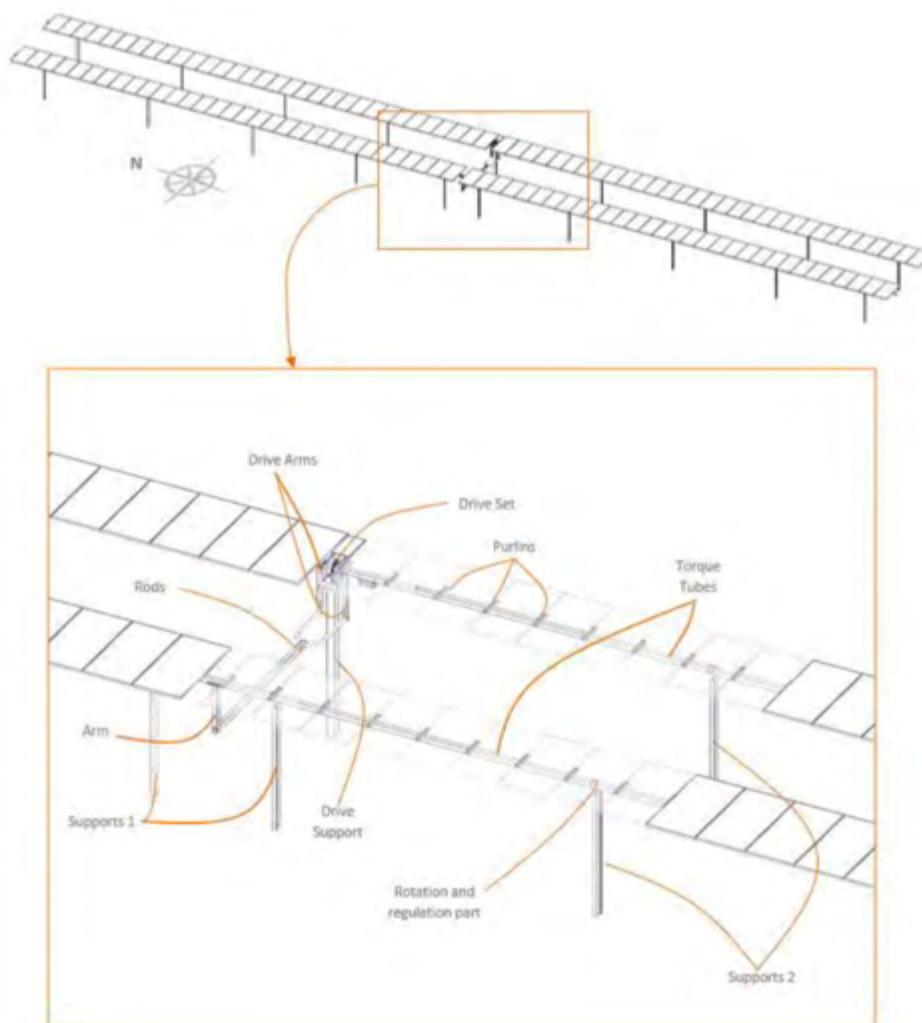 N
Drive Arms
Drive Set
Purlins
Torque
Tubes
Rods
Arm
Supports 1
Drive
Support
Rotation and
regulation part
Supports 2